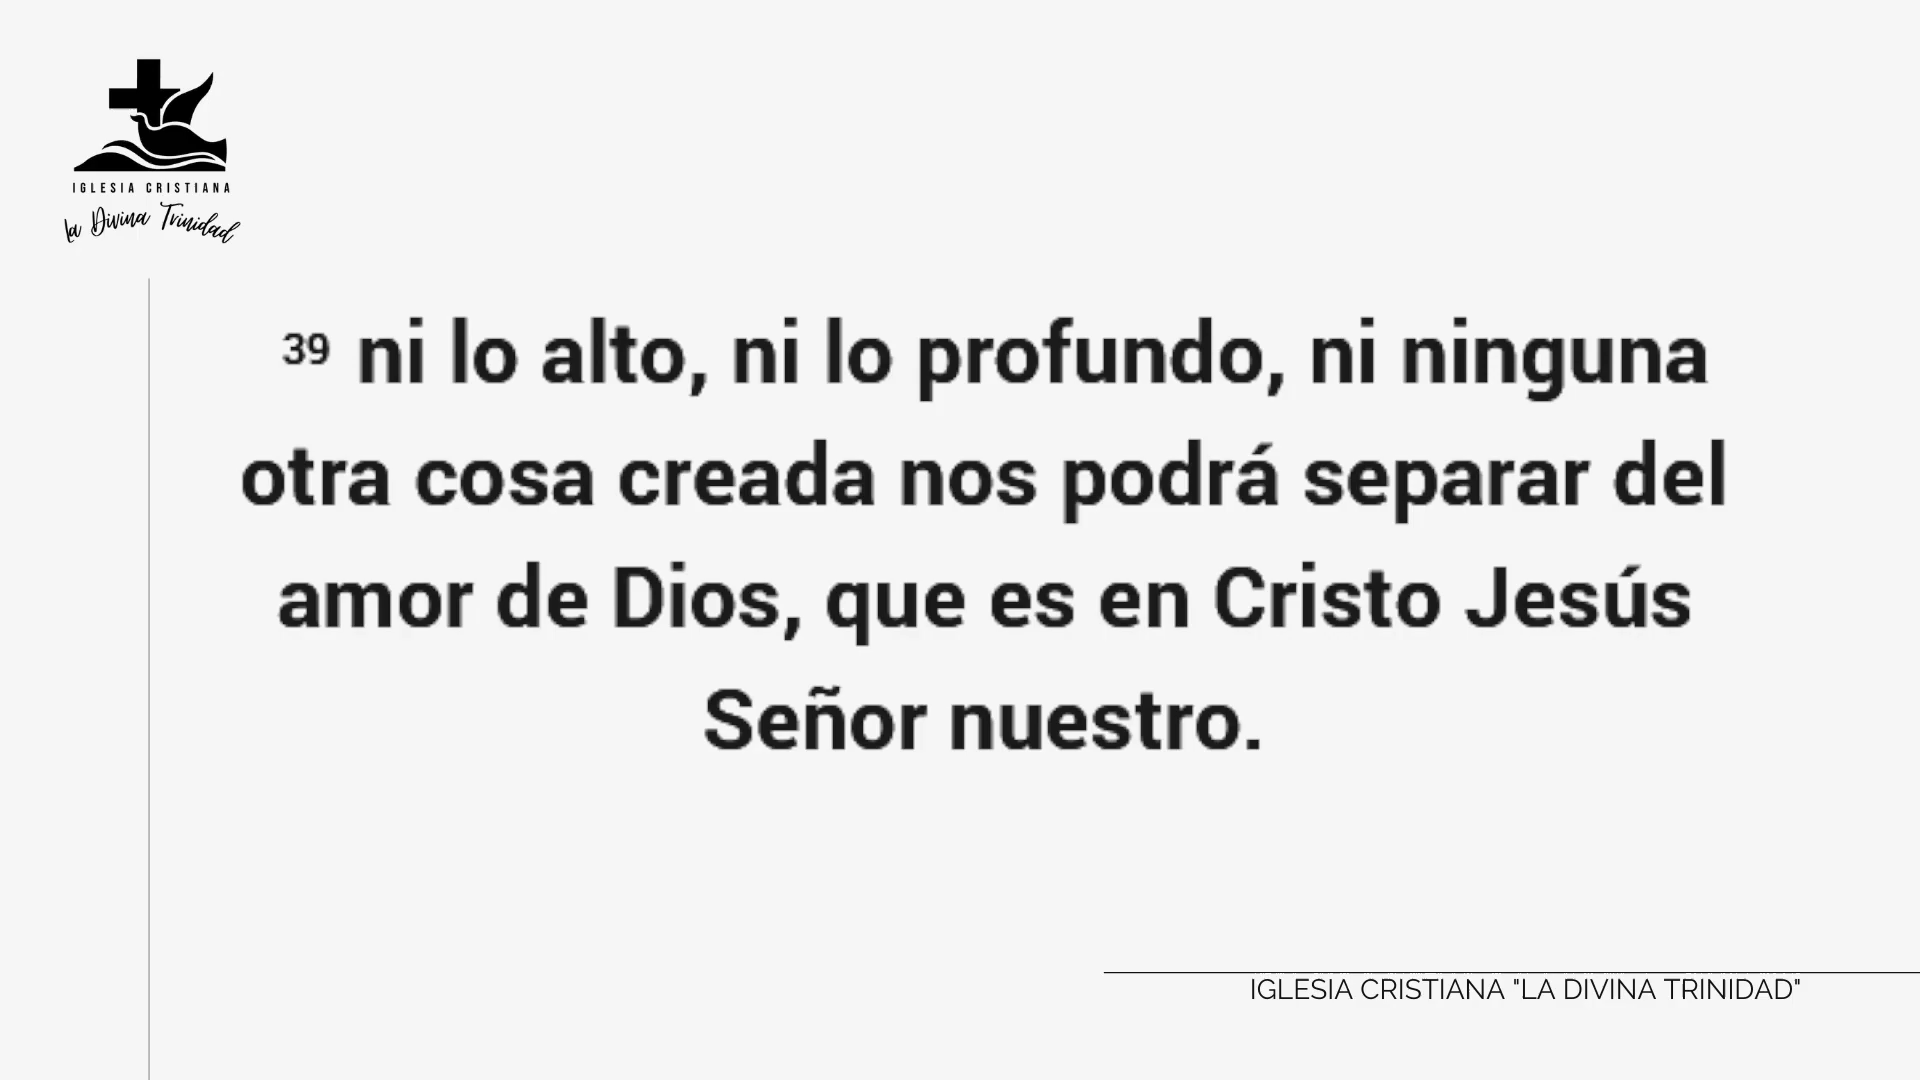 IGLESIA CRISTIANA
La Divina Trinidad
39 ni lo alto, ni lo profundo, ni ninguna
otra cosa creada nos podrá separar del
amor de Dios, que es en Cristo Jesús
Señor nuestro.
IGLESIA CRISTIANA "LA DIVINA TRINIDAD"